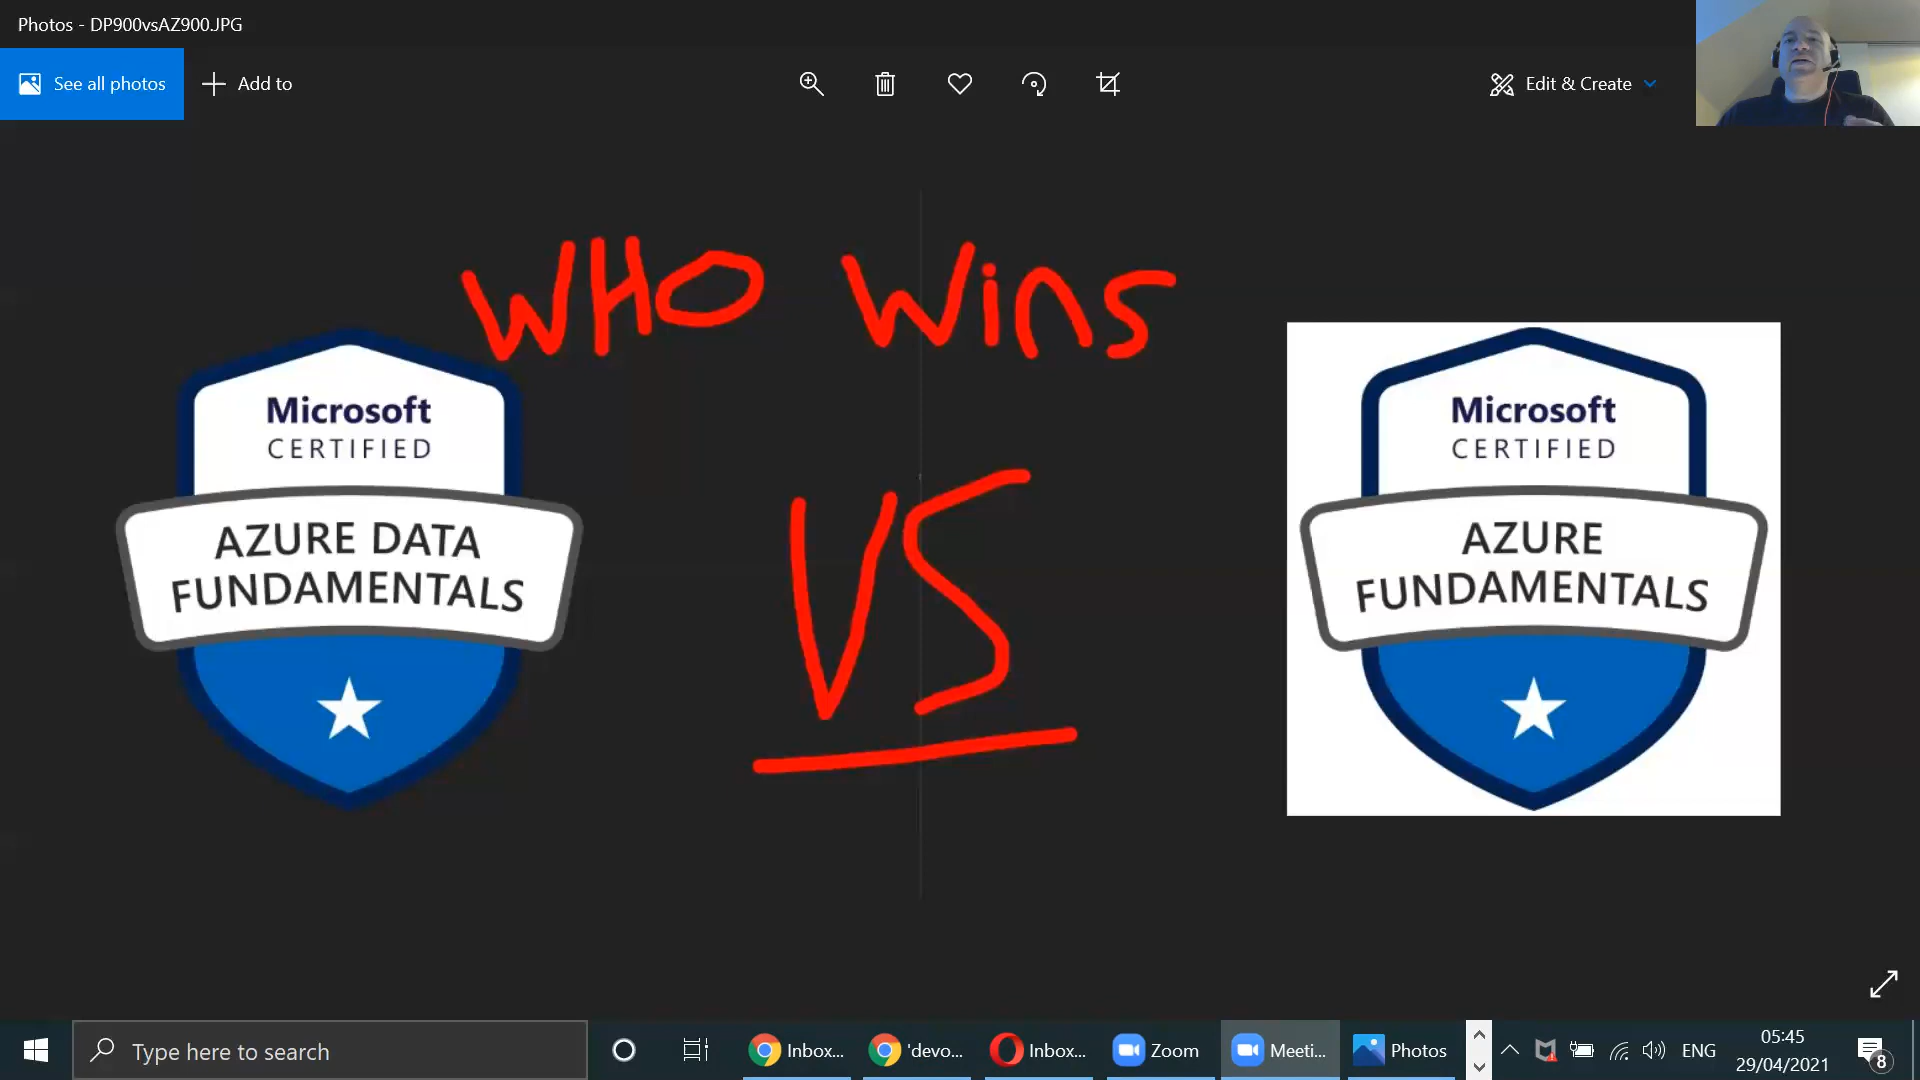 Photos - DP900vsAZ900.JPG
See all photos
Add to
Edit & Create
WHO Wins
Microsoft
CERTIFIED
AZURE DATA
FUNDAMENTALS
VS
Microsoft
CERTIFIED
AZURE
FUNDAMENTALS
Type here to search
Inbox...
'devo...
Inbox...
Zoom
Meeti...
Photos
ENG
05:45
29/04/2021
8